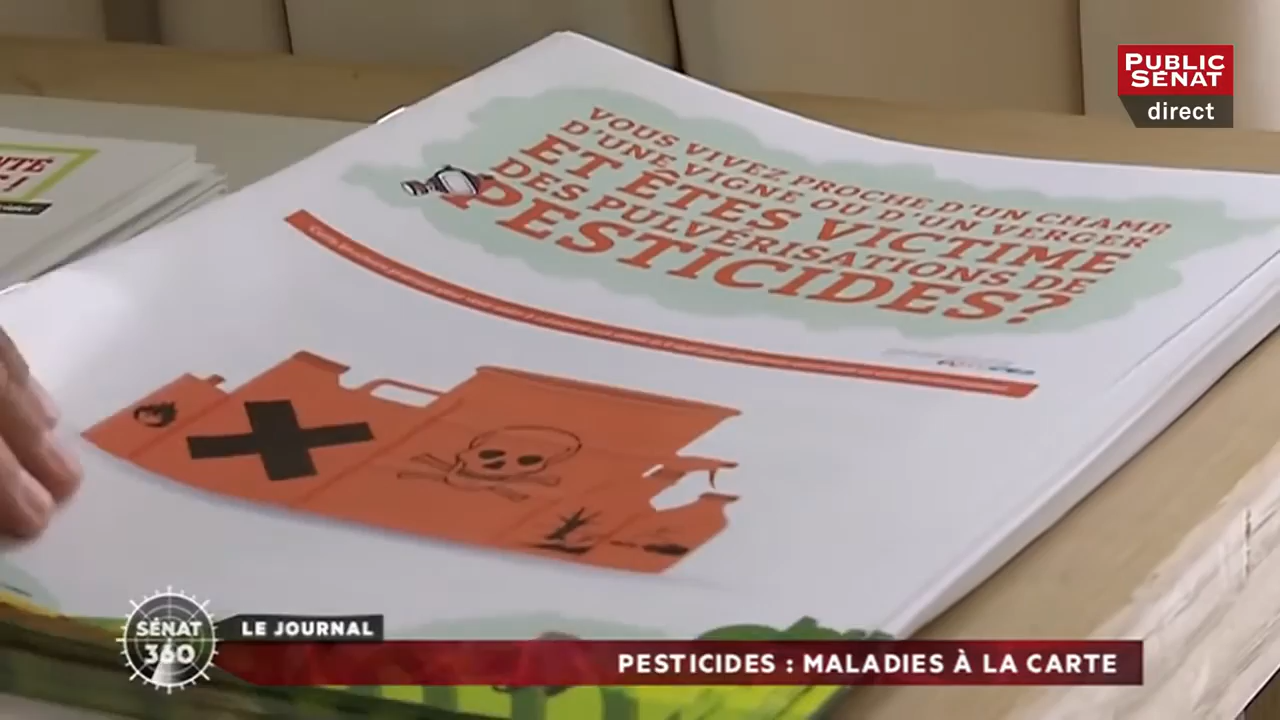 PUBLIC
SÉNAT
direct
VOUS VIVEZ PROCHE D'UN CHAMP
D'UNE VIGNE OU D'UN VERGER
ET ÊTES VICTIME
DES PULVÉRISATIONS DE
PESTICIDES?
SÉNAT
360
LE JOURNAL
PESTICIDES : MALADIES À LA CARTE